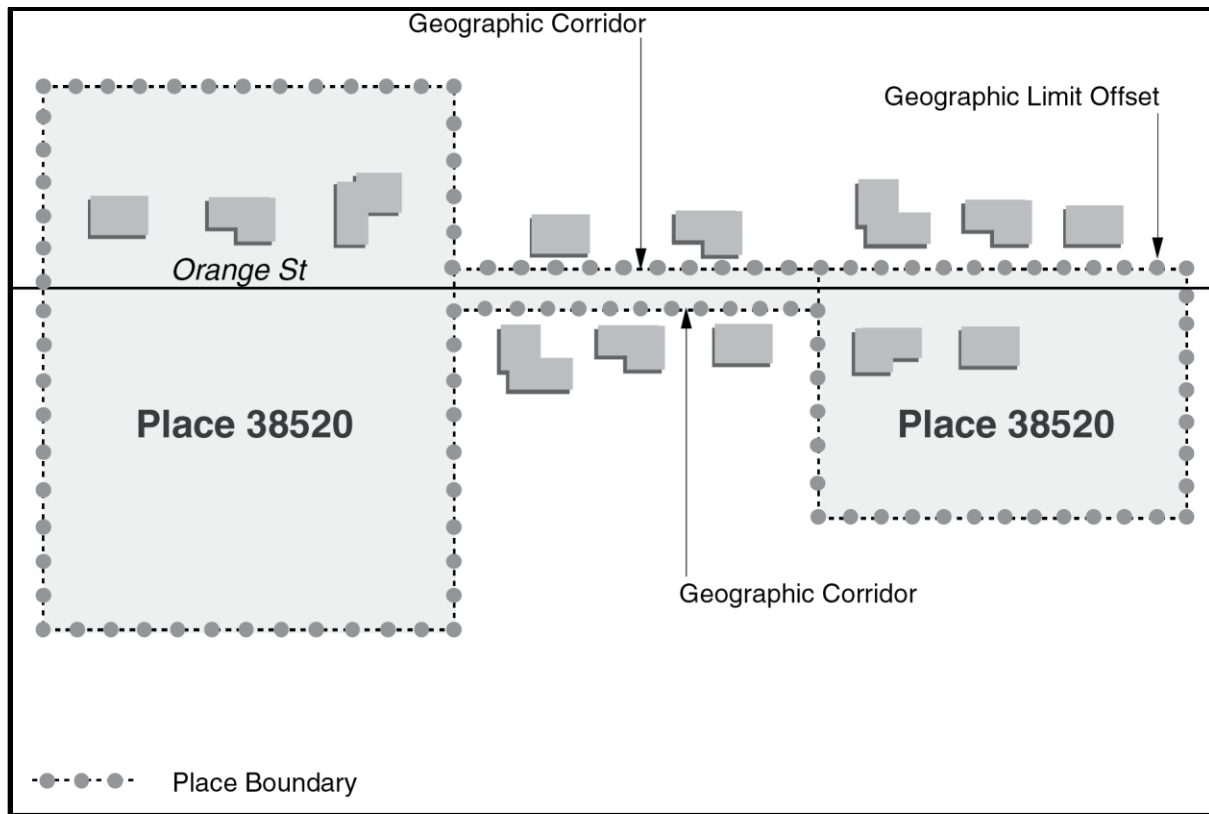 Geographic Corridor
Geographic Limit Offset
Orange St
Place 38520
Place 38520
Geographic Corridor
Place Boundary